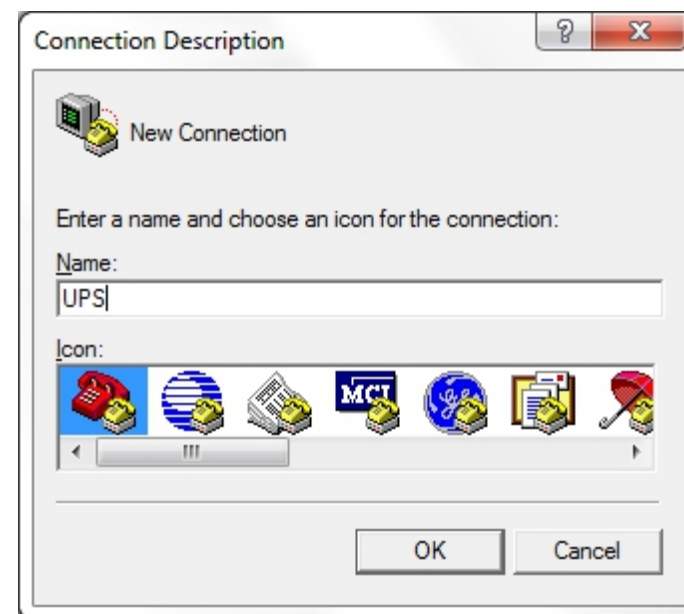 Connection Description
New Connection
Enter a name and choose an icon for the connection:
Name:
UPS
Icon:
MCI
OK Cancel